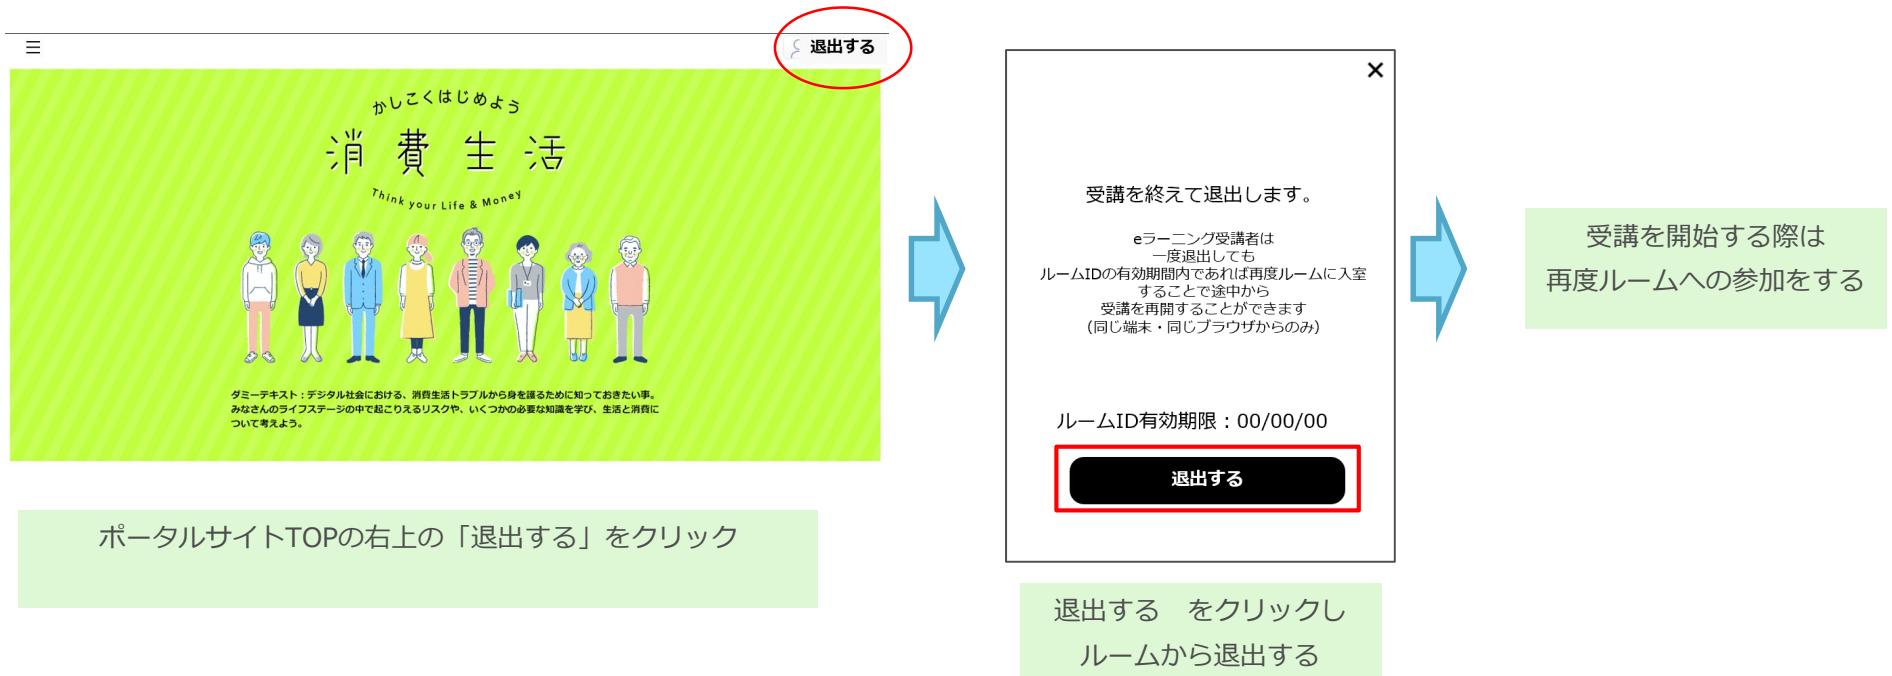 退出する
かしこくはじめよう
消費生活
Think your Life & Money
ダミーテキスト：デジタル社会における、消費生活トラブルから身を護るために知っておきたい事。
みなさんのライフステージの中で起こりえるリスクや、いくつかの必要な知識を学び、生活と消費に
ついて考えよう。
ポータルサイトTOPの右上の「退出する」をクリック
×
受講を終えて退出します。
eラーニング受講者は
一度退出しても
ルームIDの有効期間内であれば再度ルームに入室
することで途中から
受講を再開することができます
（同じ端末・同じブラウザからのみ）
ルームID有効期限：00/00/00
退出する
退出する　をクリックし
ルームから退出する
受講を開始する際は
再度ルームへの参加をする